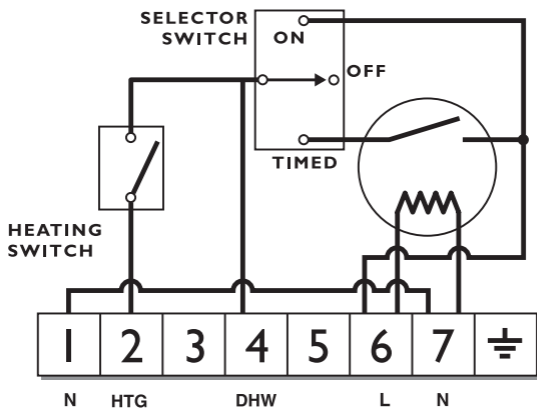 SELECTOR
SWITCH
ON
OFF
TIMED
HEATING
SWITCH
1 2 3 4 5 6 7
N HTG DHW L N